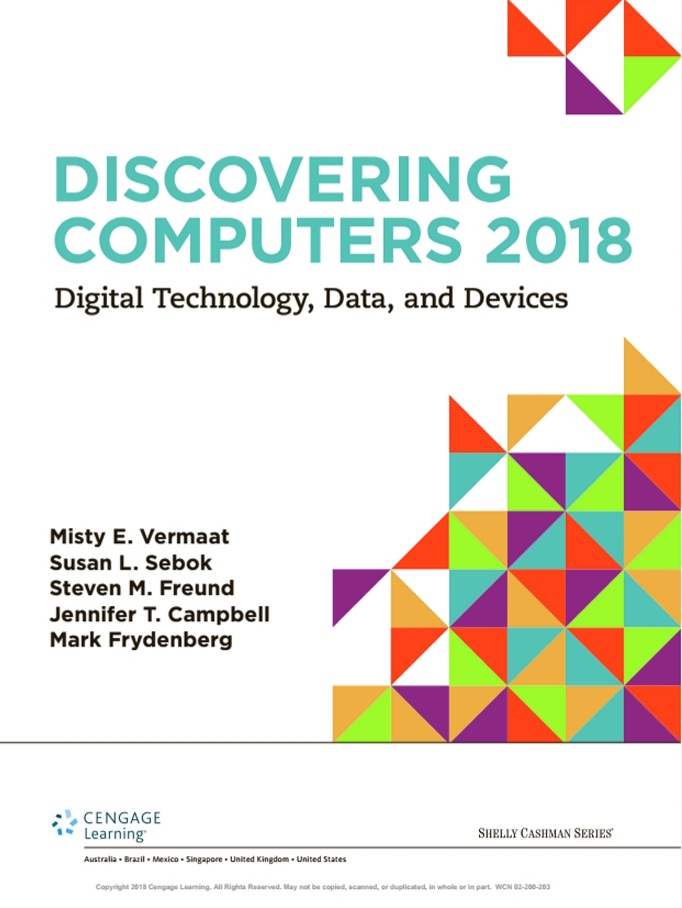 DISCOVERING
COMPUTERS 2018
Digital Technology, Data, and Devices
Misty E. Vermaat
Susan L. Sebok
Steven M. Freund
Jennifer T. Campbell
Mark Frydenberg
CENGAGE
Learning®
SHELLY CASHMAN SERIES®
Australia • Brazil • Mexico • Singapore • United Kingdom • United States
Copyright 2018 Cengage Learning. All Rights Reserved. May not be copied, scanned, or duplicated, in whole or in part. WCN 02-200-203